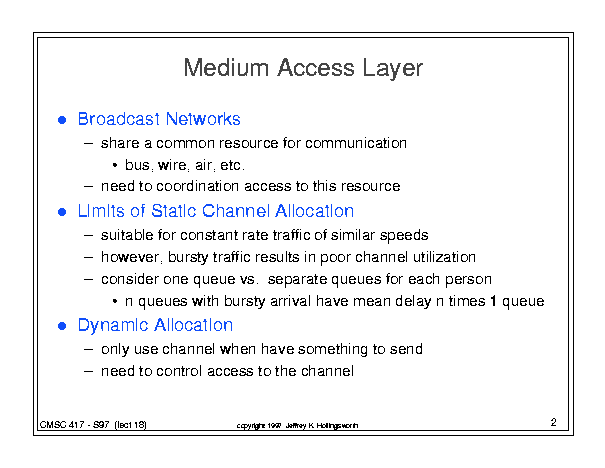 Medium Access Layer
● Broadcast Networks
– share a common resource for communication
• bus, wire, air, etc.
– need to coordination access to this resource
● Limits of Static Channel Allocation
– suitable for constant rate traffic of similar speeds
– however, bursty traffic results in poor channel utilization
– consider one queue vs. separate queues for each person
• n queues with bursty arrival have mean delay n times 1 queue
● Dynamic Allocation
– only use channel when have something to send
– need to control access to the channel
CMSC 417 - S97 (lect 18)
copyright 1997 Jeffrey K. Hollingsworth
2